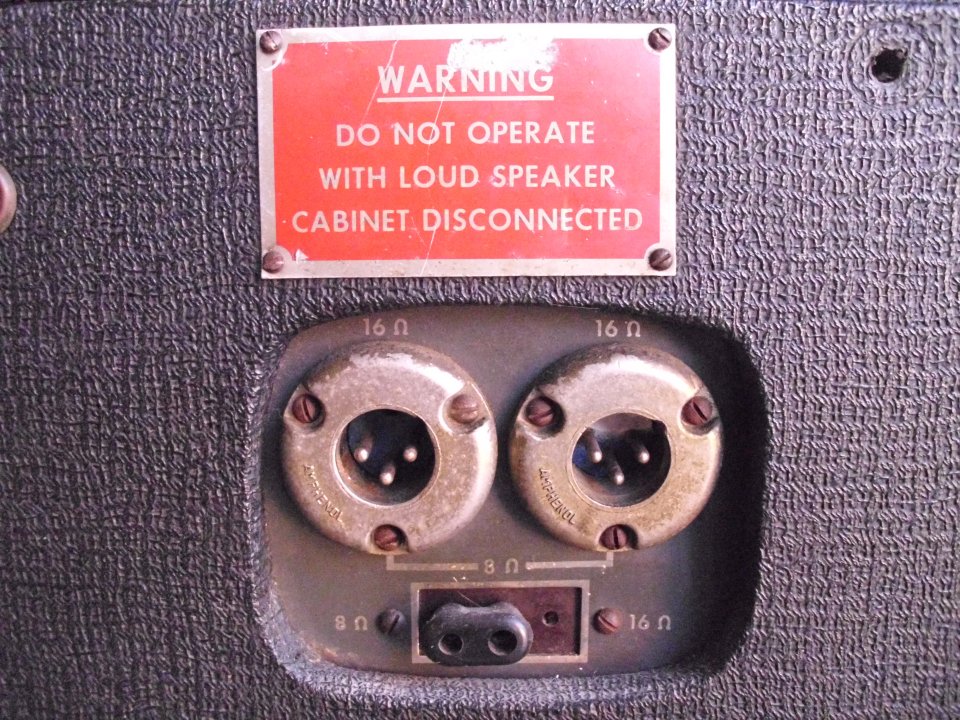 WARNING
DO NOT OPERATE
WITH LOUD SPEAKER
CABINET DISCONNECTED
16 Ω 16 Ω
AMPHENOL AMPHENOL
8 Ω
8 Ω 16 Ω